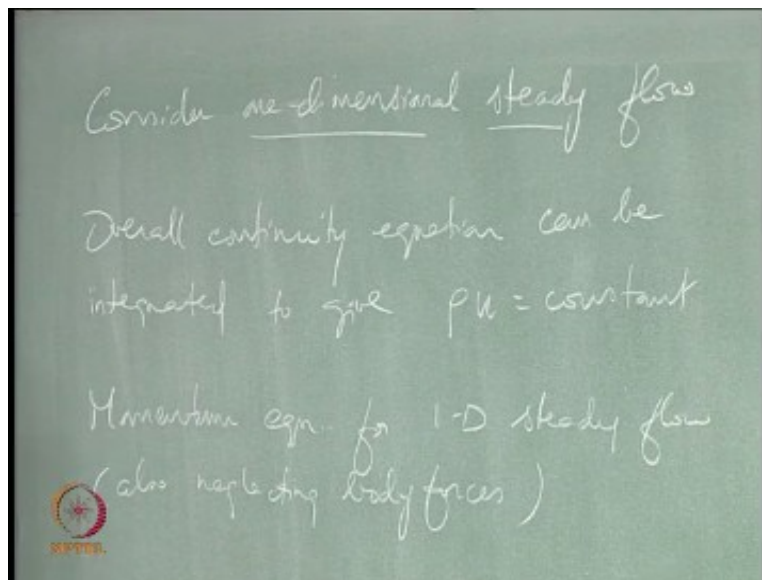 Consider one-dimensional steady flow
Overall continuity equation can be
integrated to give ρu = constant
Momentum eqn. for 1-D steady flow
(also neglecting body forces)
NPTEL